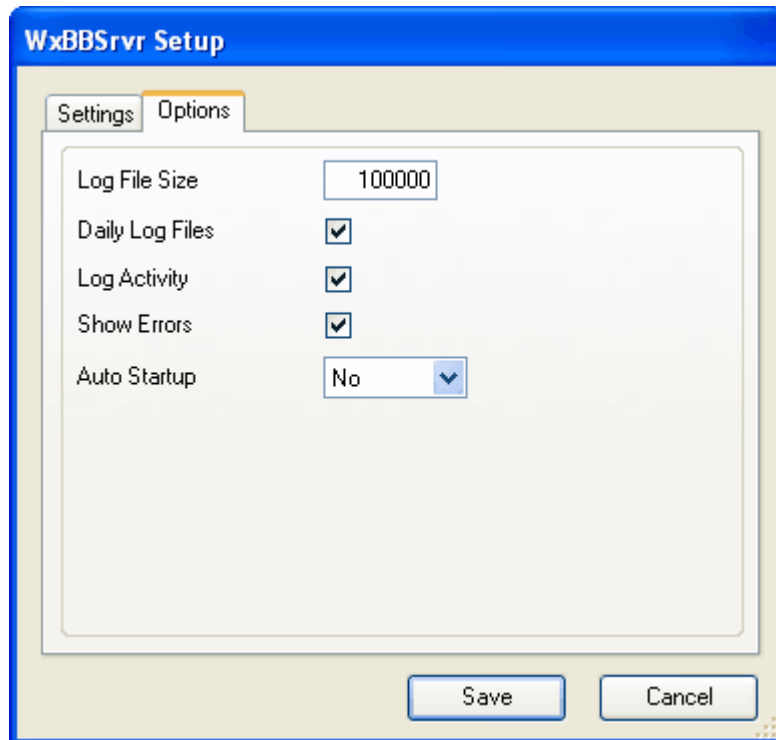 WxBBSrvr Setup
Settings Options
Log File Size 100000
Daily Log Files
Log Activity
Show Errors
Auto Startup No
Save Cancel